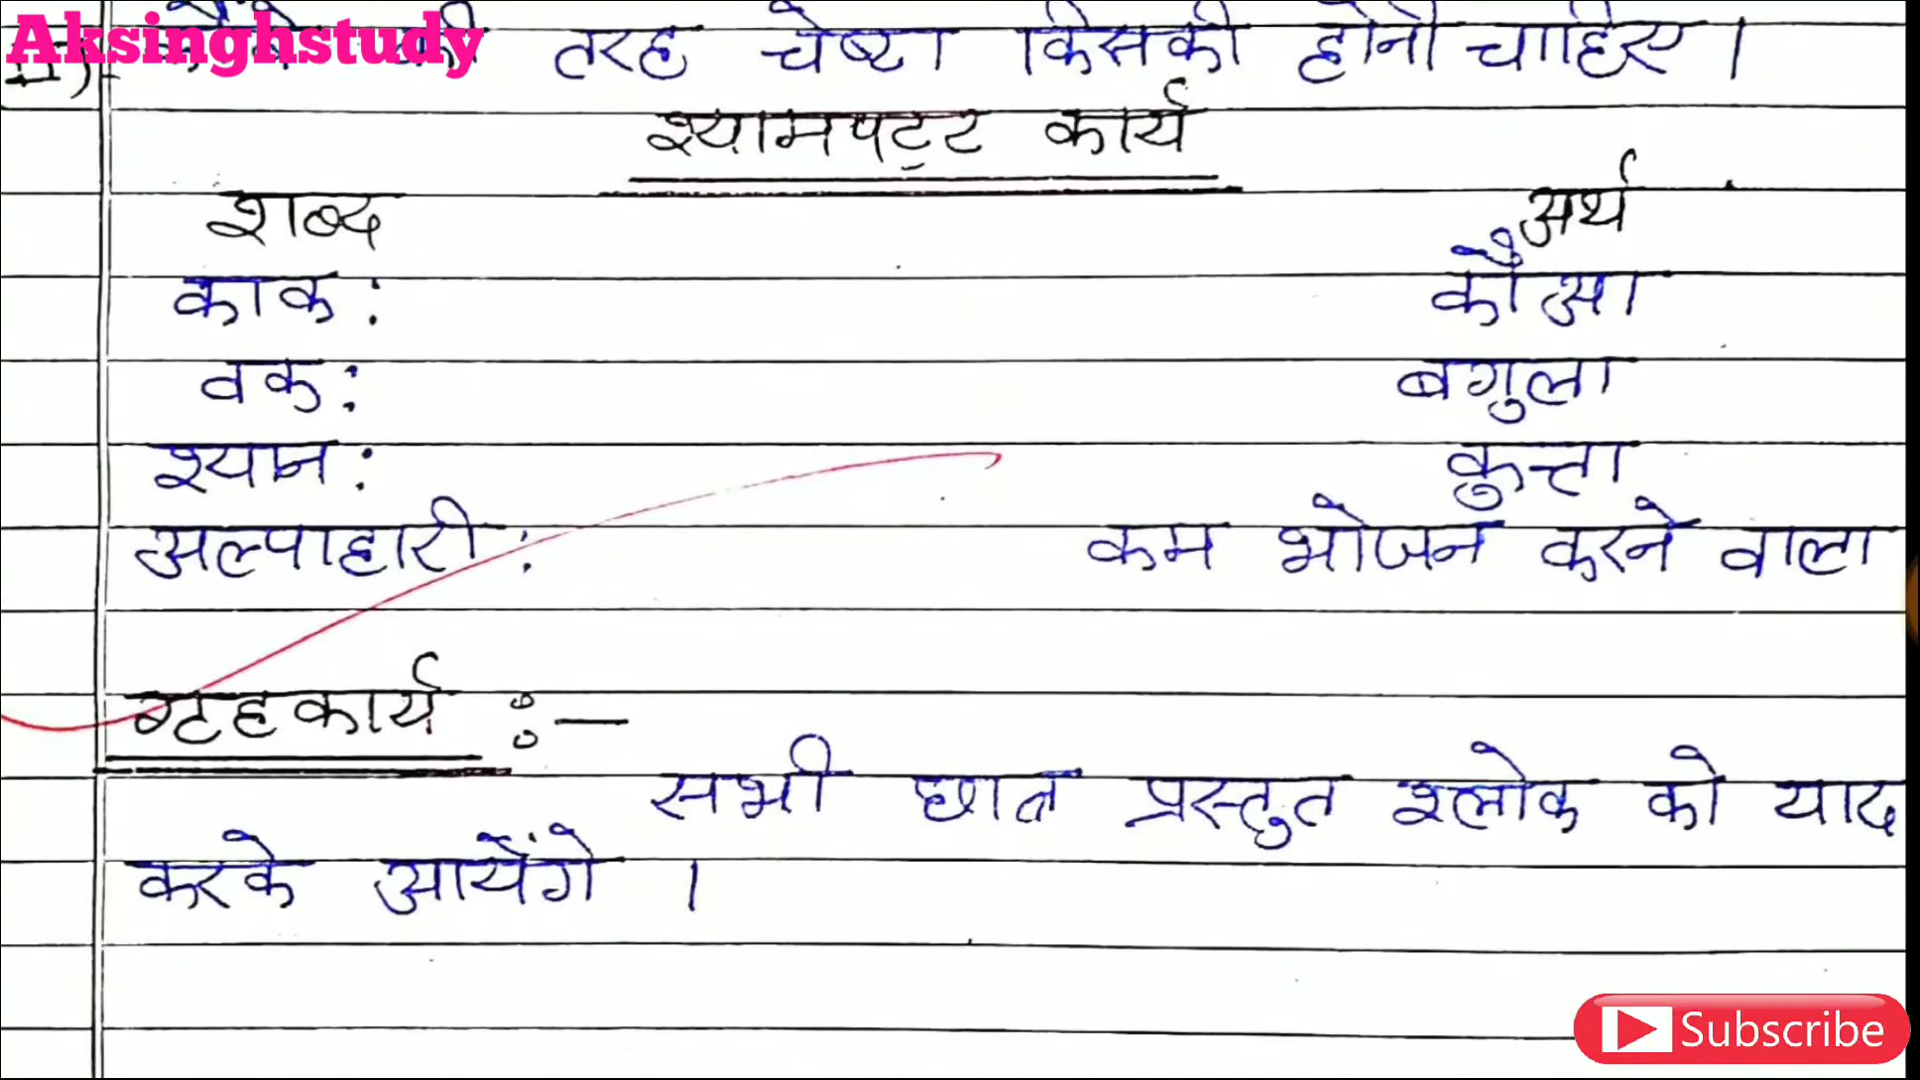 Aksinghstudy
की तरह चेष्टा किसकी होनी चाहिए।
श्यामपट्ट कार्य
शब्द अर्थ
काक: कौआ
वक: बगुला
श्यान: कुत्ता
अल्पाहारी: कम भोजन करने वाला
गृहकार्य :-
सभी छात्र प्रस्तुत श्लोक को याद
करके आयेंगे ।
Subscribe